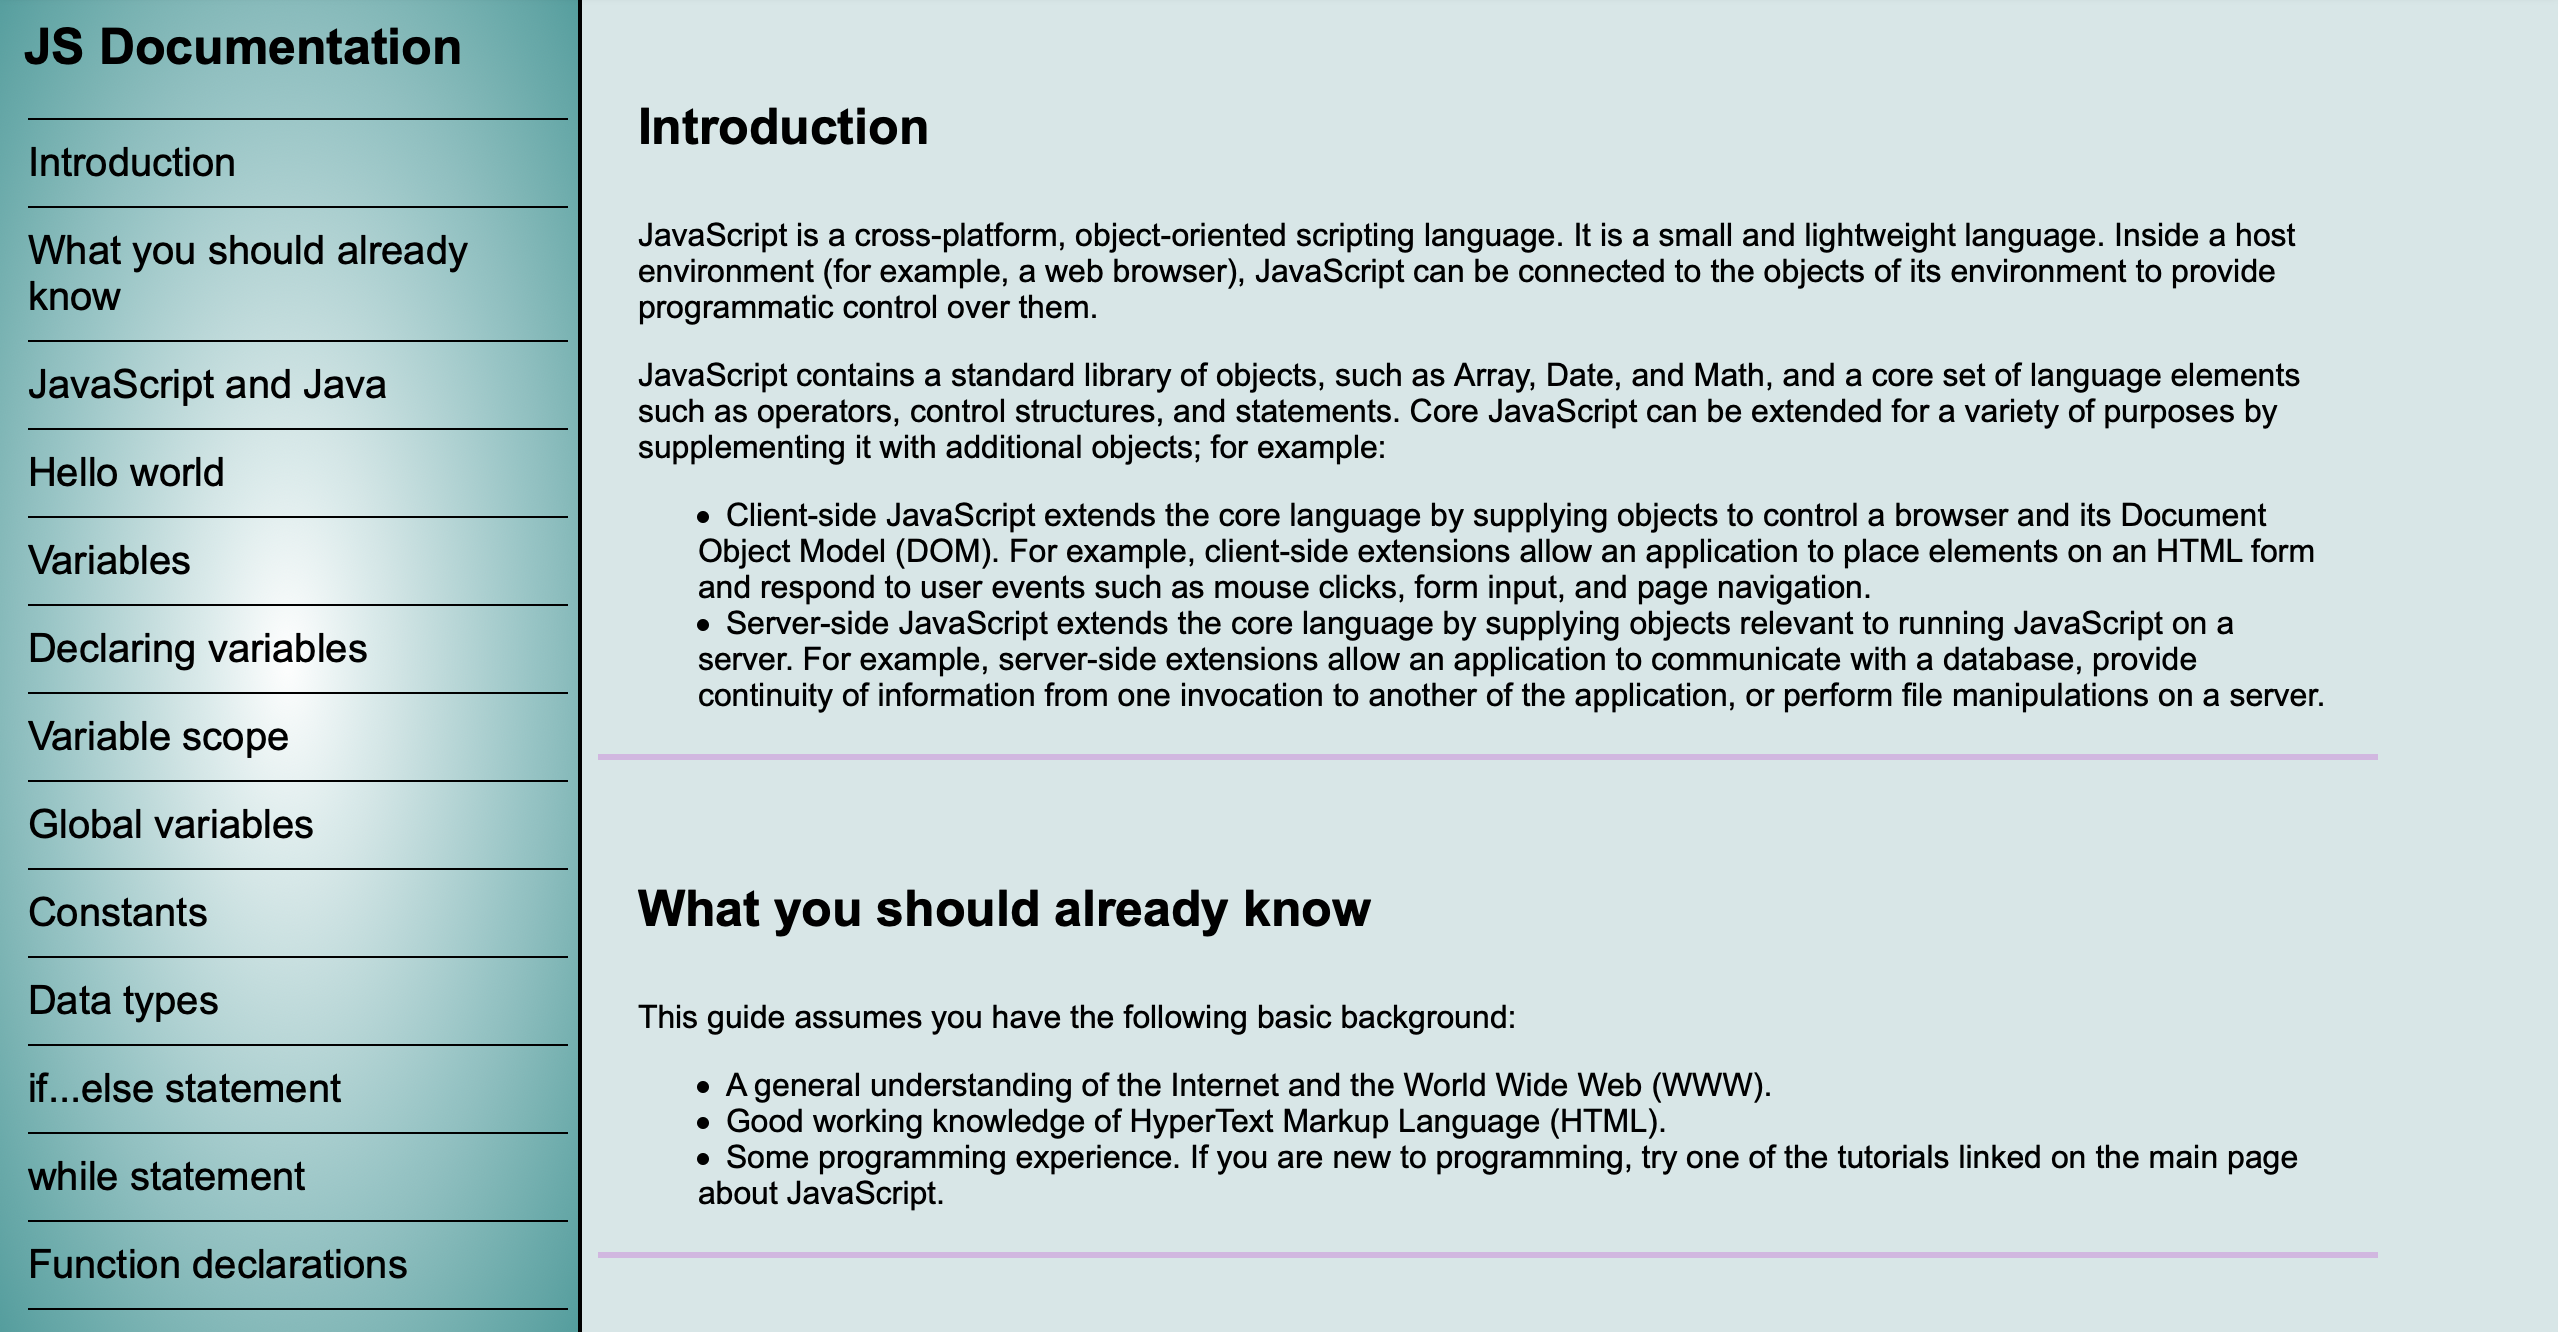 JS Documentation
Introduction
What you should already
know
JavaScript and Java
Hello world
Variables
Declaring variables
Variable scope
Global variables
Constants
Data types
if...else statement
while statement
Function declarations
Introduction
JavaScript is a cross-platform, object-oriented scripting language. It is a small and lightweight language. Inside a host
environment (for example, a web browser), JavaScript can be connected to the objects of its environment to provide
programmatic control over them.
JavaScript contains a standard library of objects, such as Array, Date, and Math, and a core set of language elements
such as operators, control structures, and statements. Core JavaScript can be extended for a variety of purposes by
supplementing it with additional objects; for example:
• Client-side JavaScript extends the core language by supplying objects to control a browser and its Document
Object Model (DOM). For example, client-side extensions allow an application to place elements on an HTML form
and respond to user events such as mouse clicks, form input, and page navigation.
• Server-side JavaScript extends the core language by supplying objects relevant to running JavaScript on a
server. For example, server-side extensions allow an application to communicate with a database, provide
continuity of information from one invocation to another of the application, or perform file manipulations on a server.
What you should already know
This guide assumes you have the following basic background:
• A general understanding of the Internet and the World Wide Web (WWW).
• Good working knowledge of HyperText Markup Language (HTML).
• Some programming experience. If you are new to programming, try one of the tutorials linked on the main page
about JavaScript.